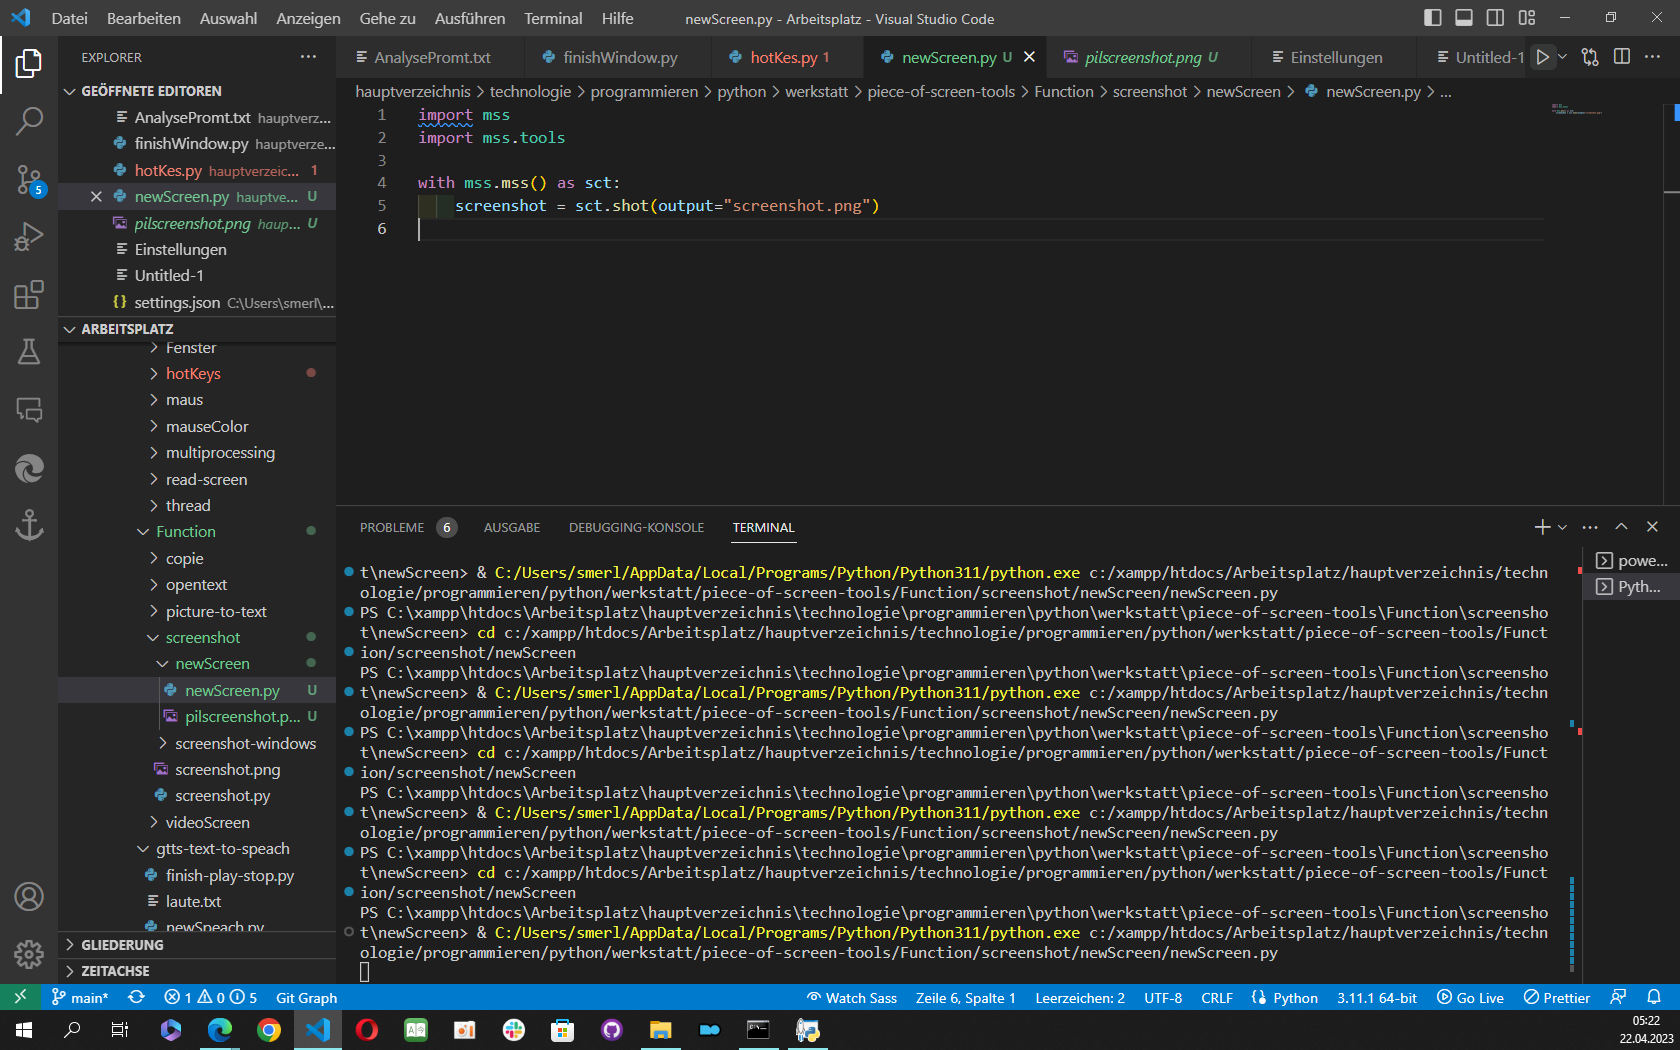 Datei Bearbeiten Auswahl Anzeigen Gehe zu Ausführen Terminal Hilfe newScreen.py - Arbeitsplatz - Visual Studio Code
EXPLORER
GEÖFFNETE EDITOREN
AnalysePromt.txt hauptverz...
finishWindow.py hauptverze...
hotKes.py hauptverzeic... 1
newScreen.py hauptve... U
pilscreenshot.png haup... U
Einstellungen
Untitled-1
{} settings.json C:\Users\smerl\...
ARBEITSPLATZ
Fenster
hotKeys
maus
mauseColor
multiprocessing
read-screen
thread
Function
copie
opentext
picture-to-text
screenshot
newScreen
newScreen.py U
pilscreenshot.p... U
screenshot-windows
screenshot.png
screenshot.py
videoScreen
gtts-text-to-speach
finish-play-stop.py
laute.txt
newSpeach.py
GLIEDERUNG
ZEITACHSE
5
AnalysePromt.txt finishWindow.py hotKes.py 1 newScreen.py U pilscreenshot.png U Einstellungen Untitled-1
hauptverzeichnis > technologie > programmieren > python > werkstatt > piece-of-screen-tools > Function > screenshot > newScreen > newScreen.py > ...
1 import mss
2 import mss.tools
3
4 with mss.mss() as sct:
5 screenshot = sct.shot(output="screenshot.png")
6
PROBLEME 6 AUSGABE DEBUGGING-KONSOLE TERMINAL
powe...
Pyth...
t\newScreen> & C:/Users/smerl/AppData/Local/Programs/Python/Python311/python.exe c:/xampp/htdocs/Arbeitsplatz/hauptverzeichnis/techn
ologie/programmieren/python/werkstatt/piece-of-screen-tools/Function/screenshot/newScreen/newScreen.py
PS C:\xampp\htdocs\Arbeitsplatz\hauptverzeichnis\technologie\programmieren\python\werkstatt\piece-of-screen-tools\Function\screensho
t\newScreen> cd c:/xampp/htdocs/Arbeitsplatz/hauptverzeichnis/technologie/programmieren/python/werkstatt/piece-of-screen-tools/Funct
ion/screenshot/newScreen
PS C:\xampp\htdocs\Arbeitsplatz\hauptverzeichnis\technologie\programmieren\python\werkstatt\piece-of-screen-tools\Function\screensho
t\newScreen> & C:/Users/smerl/AppData/Local/Programs/Python/Python311/python.exe c:/xampp/htdocs/Arbeitsplatz/hauptverzeichnis/techn
ologie/programmieren/python/werkstatt/piece-of-screen-tools/Function/screenshot/newScreen/newScreen.py
PS C:\xampp\htdocs\Arbeitsplatz\hauptverzeichnis\technologie\programmieren\python\werkstatt\piece-of-screen-tools\Function\screensho
t\newScreen> cd c:/xampp/htdocs/Arbeitsplatz/hauptverzeichnis/technologie/programmieren/python/werkstatt/piece-of-screen-tools/Funct
ion/screenshot/newScreen
PS C:\xampp\htdocs\Arbeitsplatz\hauptverzeichnis\technologie\programmieren\python\werkstatt\piece-of-screen-tools\Function\screensho
t\newScreen> & C:/Users/smerl/AppData/Local/Programs/Python/Python311/python.exe c:/xampp/htdocs/Arbeitsplatz/hauptverzeichnis/techn
ologie/programmieren/python/werkstatt/piece-of-screen-tools/Function/screenshot/newScreen/newScreen.py
PS C:\xampp\htdocs\Arbeitsplatz\hauptverzeichnis\technologie\programmieren\python\werkstatt\piece-of-screen-tools\Function\screensho
t\newScreen> cd c:/xampp/htdocs/Arbeitsplatz/hauptverzeichnis/technologie/programmieren/python/werkstatt/piece-of-screen-tools/Funct
ion/screenshot/newScreen
PS C:\xampp\htdocs\Arbeitsplatz\hauptverzeichnis\technologie\programmieren\python\werkstatt\piece-of-screen-tools\Function\screensho
t\newScreen> & C:/Users/smerl/AppData/Local/Programs/Python/Python311/python.exe c:/xampp/htdocs/Arbeitsplatz/hauptverzeichnis/techn
ologie/programmieren/python/werkstatt/piece-of-screen-tools/Function/screenshot/newScreen/newScreen.py
main* 1 0 5 Git Graph Watch Sass Zeile 6, Spalte 1 Leerzeichen: 2 UTF-8 CRLF Python 3.11.1 64-bit Go Live Prettier
05:22
22.04.2023